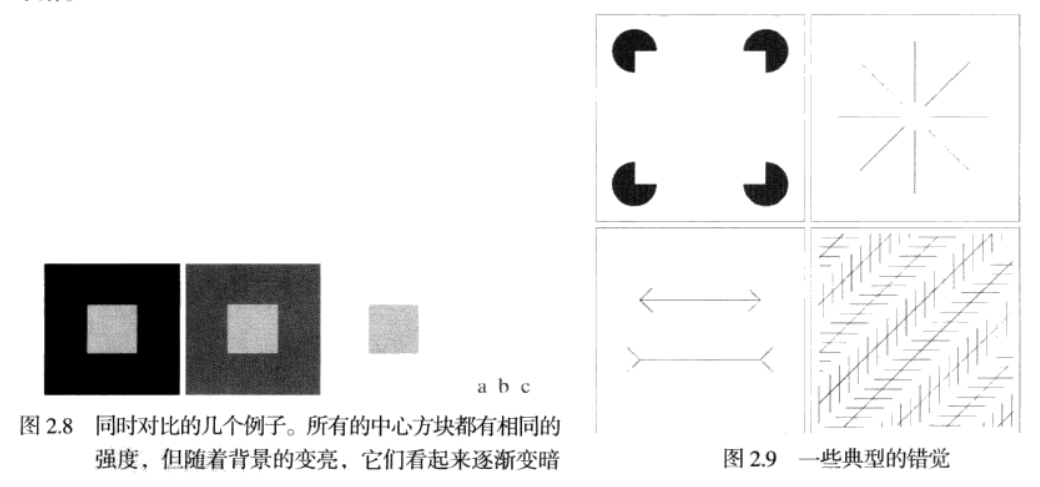 a b c
图 2.8 同时对比的几个例子。所有的中心方块都有相同的
强度，但随着背景的变亮，它们看起来逐渐变暗
图 2.9 一些典型的错觉